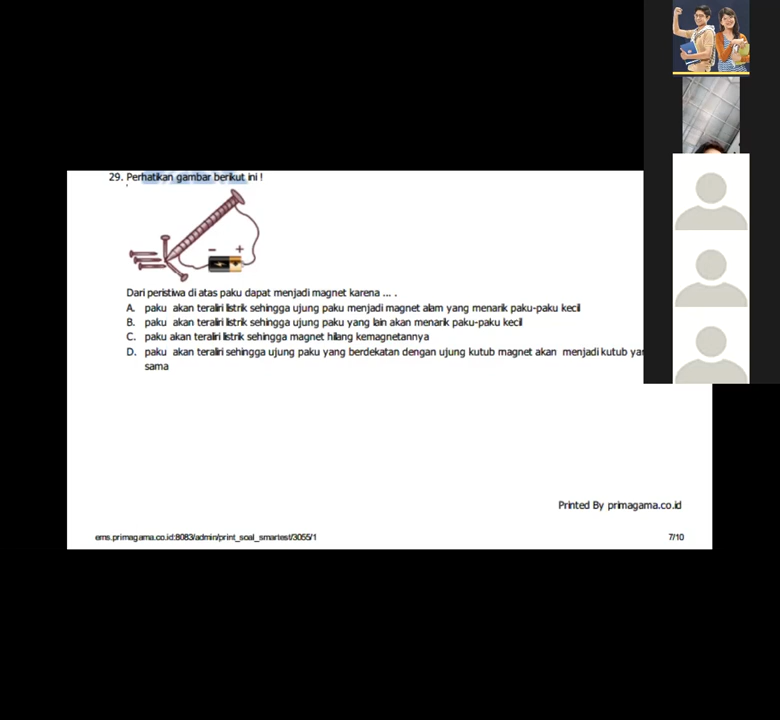 29. Perhatikan gambar berikut ini !
- +
Dari peristiwa di atas paku dapat menjadi magnet karena ... .
A. paku akan teraliri listrik sehingga ujung paku menjadi magnet alam yang menarik paku-paku kecil
B. paku akan teraliri listrik sehingga ujung paku yang lain akan menarik paku-paku kecil
C. paku akan teraliri listrik sehingga magnet hilang kemagnetannya
D. paku akan teraliri sehingga ujung paku yang berdekatan dengan ujung kutub magnet akan menjadi kutub
sama
Printed By primagama.co.id
ems.primagama.co.id:8083/admin/print_soal_smartest/3055/1
7/10